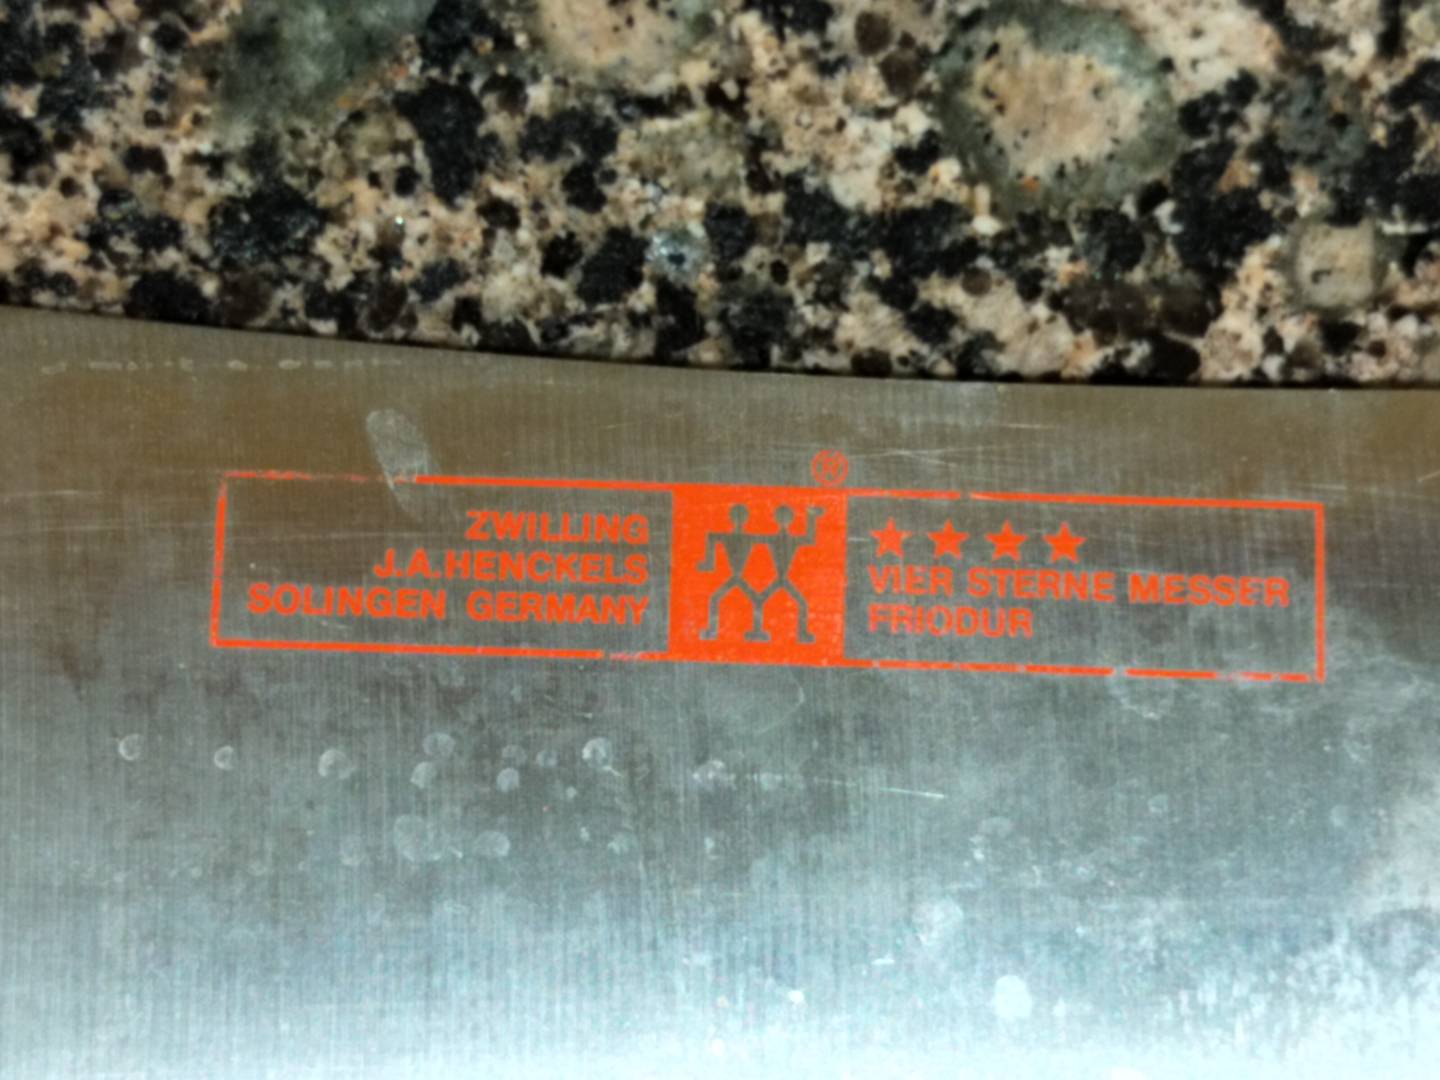 ZWILLING
J.A.HENCKELS
SOLINGEN GERMANY
®
★★★★
VIER STERNE MESSER
FRIODUR